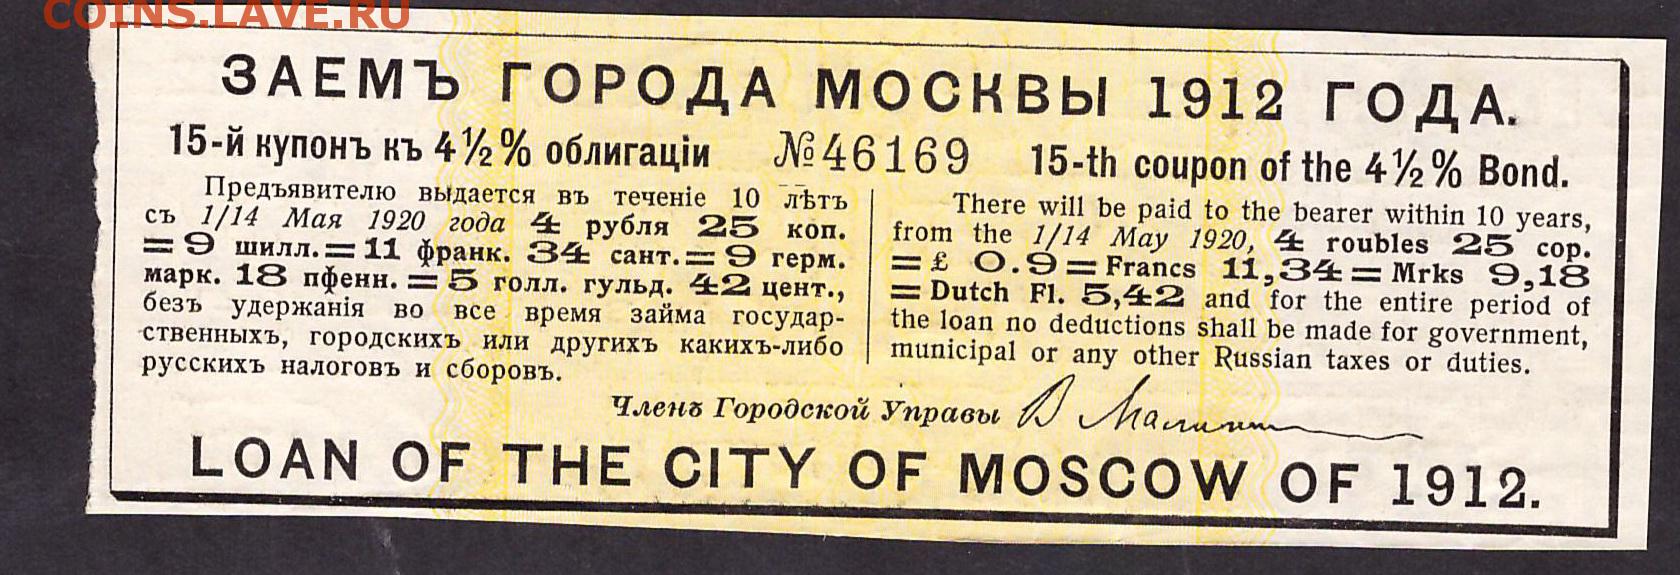 COINS.LAVE.RU
ЗАЕМЪ ГОРОДА МОСКВЫ 1912 ГОДА.
15-й купонъ къ 4½% облигаціи №46169 15-th coupon of the 4½% Bond.
Предъявителю выдается въ теченіе 10 лѣтъ
съ 1/14 Мая 1920 года 4 рубля 25 коп.
= 9 шилл. = 11 франк. 34 сант. = 9 герм.
марк. 18 пфенн. = 5 голл. гульд. 42 цент.,
безъ удержанія во все время займа государ-
ственныхъ, городскихъ или другихъ какихъ-либо
русскихъ налоговъ и сборовъ.
There will be paid to the bearer within 10 years,
from the 1/14 May 1920, 4 roubles 25 cop.
= £ 0.9 = Francs 11,34 = Mrks 9,18
= Dutch Fl. 5,42 and for the entire period of
the loan no deductions shall be made for government,
municipal or any other Russian taxes or duties.
Членъ Городской Управы
LOAN OF THE CITY OF MOSCOW OF 1912.